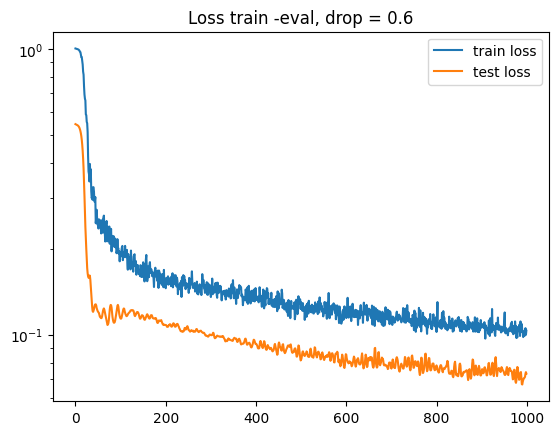 Loss train -eval, drop = 0.6
train loss
test loss
10⁰
10⁻¹
0 200 400 600 800 1000